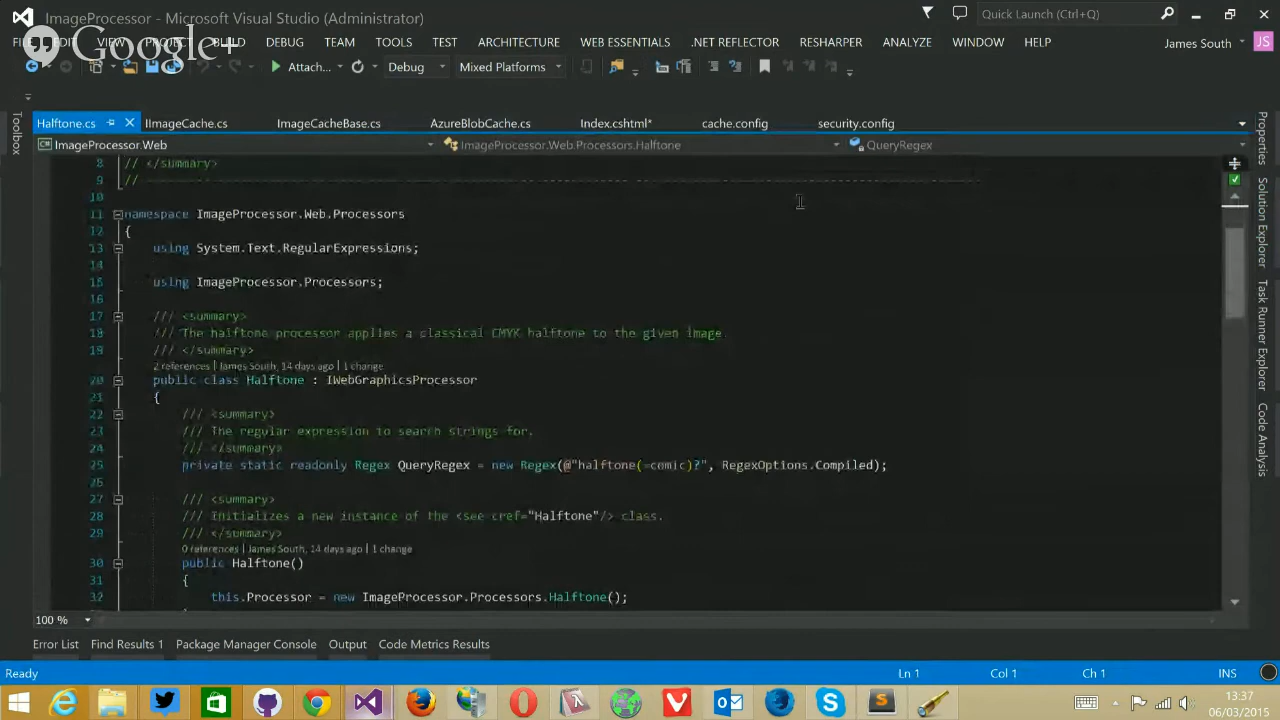 ImageProcessor - Microsoft Visual Studio (Administrator)
Quick Launch (Ctrl+Q)
Google+
VIEW BUILD DEBUG TEAM TOOLS TEST ARCHITECTURE WEB ESSENTIALS .NET REFLECTOR RESHARPER ANALYZE WINDOW HELP
James South JS
Attach... Debug Mixed Platforms
Halftone.cs IImageCache.cs ImageCacheBase.cs AzureBlobCache.cs Index.cshtml* cache.config security.config
ImageProcessor.Web ImageProcessor.Web.Processors.Halftone QueryRegex
Toolbox
Properties
Solution Explorer
Task Runner Explorer
Code Analysis
8 // </summary>
9 // --------------------------------------------------------------------------------------------------------------------
10
11 namespace ImageProcessor.Web.Processors
12 {
13 using System.Text.RegularExpressions;
14
15 using ImageProcessor.Processors;
16
17 /// <summary>
18 /// The halftone processor applies a classical CMYK halftone to the given image.
19 /// </summary>
2 references | James South, 14 days ago | 1 change
20 public class Halftone : IWebGraphicsProcessor
21 {
22 /// <summary>
23 /// The regular expression to search strings for.
24 /// </summary>
25 private static readonly Regex QueryRegex = new Regex(@"halftone(=comic)?", RegexOptions.Compiled);
26
27 /// <summary>
28 /// Initializes a new instance of the <see cref="Halftone"/> class.
29 /// </summary>
0 references | James South, 14 days ago | 1 change
30 public Halftone()
31 {
32 this.Processor = new ImageProcessor.Processors.Halftone();
100 %
Error List Find Results 1 Package Manager Console Output Code Metrics Results
Ready Ln 1 Col 1 Ch 1 INS
13:37
06/03/2015